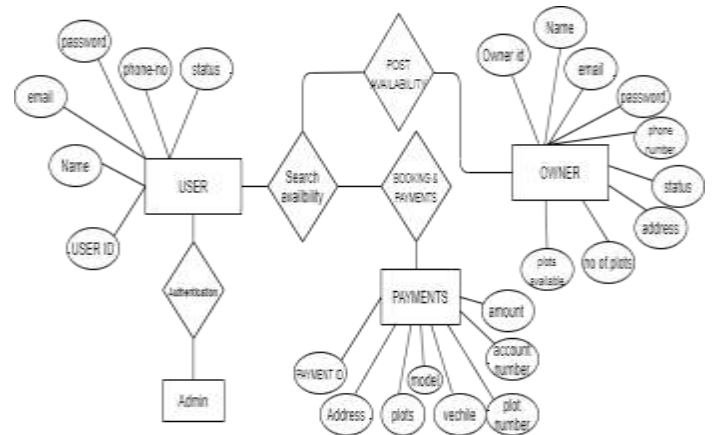 password
phone-no
status
email
Name
USER ID
USER
Authentication
Admin
Search
availbility
POST
AVAILABILITY
BOOKING &
PAYMENTS
Owner id
Name
email
password
phone
number
status
address
no of.plots
plots
available
OWNER
PAYMENTS
amount
account
number
PAYMENT ID
model
Address
plots
vechile
plot
number